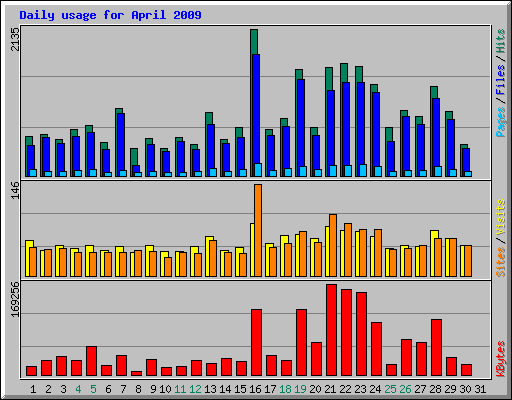 Daily usage for April 2009
2135
Pages / Files / Hits
146
Sites / Visits
169256
KBytes
1 2 3 4 5 6 7 8 9 10 11 12 13 14 15 16 17 18 19 20 21 22 23 24 25 26 27 28 29 30 31